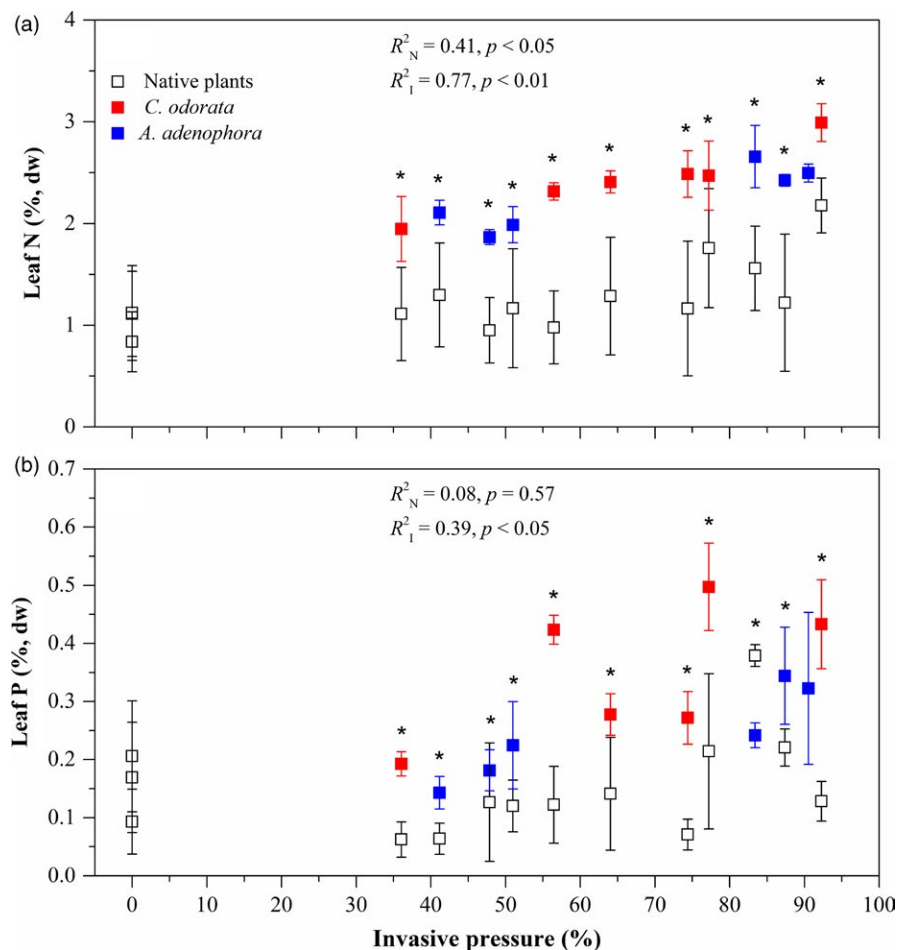 (a)
4
3
2
1
0
Leaf N (%, dw)
R²N = 0.41, p < 0.05
R²I = 0.77, p < 0.01
Native plants
C. odorata
A. adenophora
* * * * * * * * * * *
(b)
0.7
0.6
0.5
0.4
0.3
0.2
0.1
0.0
Leaf P (%, dw)
R²N = 0.08, p = 0.57
R²I = 0.39, p < 0.05
* * * * * * * * * * *
0 10 20 30 40 50 60 70 80 90 100
Invasive pressure (%)